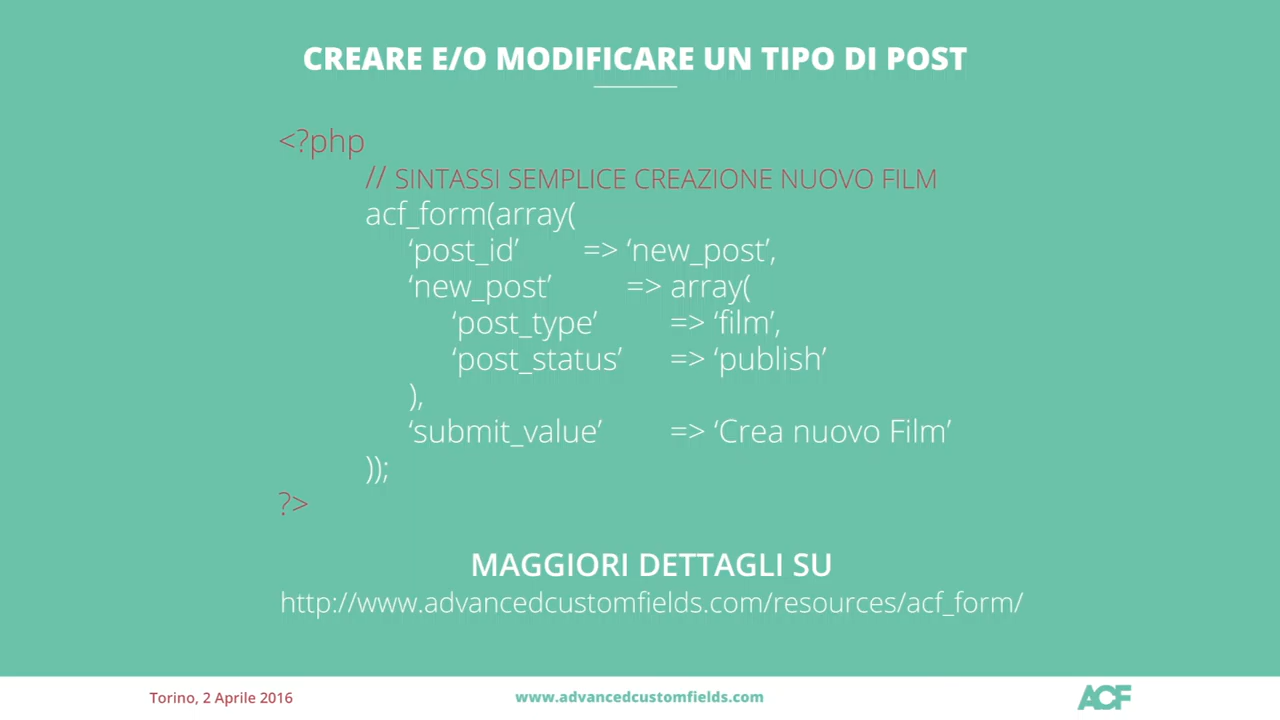 CREARE E/O MODIFICARE UN TIPO DI POST
<?php
// SINTASSI SEMPLICE CREAZIONE NUOVO FILM
acf_form(array(
‘post_id’ => ‘new_post’,
‘new_post’ => array(
‘post_type’ => ‘film’,
‘post_status’ => ‘publish’
),
‘submit_value’ => ‘Crea nuovo Film’
));
?>
MAGGIORI DETTAGLI SU
http://www.advancedcustomfields.com/resources/acf_form/
Torino, 2 Aprile 2016
www.advancedcustomfields.com
ACF